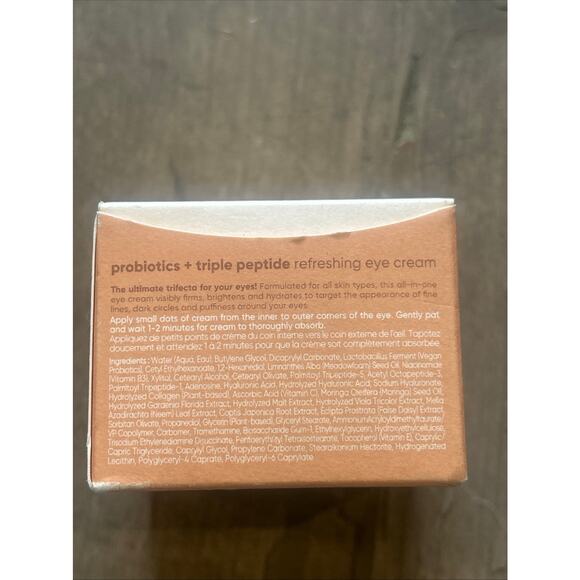 probiotics + triple peptide refreshing eye cream
The ultimate trifecta for your eyes! Formulated for all skin types, this all-in-one
eye cream visibly firms, brightens and hydrates to target the appearance of fine
lines, dark circles and puffiness around your eyes.
Apply small dots of cream from the inner to outer corners of the eye. Gently pat
and wait 1-2 minutes for cream to thoroughly absorb.
Appliquez de petits points de crème du coin interne vers le coin externe de l'œil. Tapotez
doucement et attendez 1 à 2 minutes pour que la crème soit complètement absorbée.
Ingredients: Water (Aqua, Eau), Butylene Glycol, Dicaprylyl Carbonate, Lactobacillus Ferment (Vegan
Probiotics), Cetyl Ethylhexanoate, 1,2-Hexanediol, Limnanthes Alba (Meadowfoam) Seed Oil, Niacinamide
(Vitamin B3), Xylitol, Cetearyl Alcohol, Cetearyl Olivate, Palmitoyl Tripeptide-5, Acetyl Octapeptide-3,
Palmitoyl Tripeptide-1, Adenosine, Hyaluronic Acid, Hydrolyzed Hyaluronic Acid, Sodium Hyaluronate,
Hydrolyzed Collagen (Plant-based), Ascorbic Acid (Vitamin C), Moringa Oleifera (Moringa) Seed Oil,
Hydrolyzed Gardenia Florida Extract, Hydrolyzed Malt Extract, Hydrolyzed Viola Tricolor Extract, Melia
Azadirachta (Neem) Leaf Extract, Coptis Japonica Root Extract, Eclipta Prostrata (False Daisy) Extract,
Sorbitan Olivate, Propanediol, Glycerin (Plant-based), Glyceryl Stearate, Ammonium
VP Copolymer, Carbomer, Tromethamine, Biosaccharide Gum-1, Ethylhexylglycerin, Hydroxyethylcellulose,
Trisodium Ethylenediamine Disuccinate, Pentaerythrityl Tetraisostearate, Tocopherol (Vitamin E), Caprylic/
Capric Triglyceride, Caprylyl Glycol, Propylene Carbonate, Stearalkonium Hectorite, Hydrogenated
Lecithin, Polyglyceryl-4 Caprate, Polyglyceryl-6 Caprylate